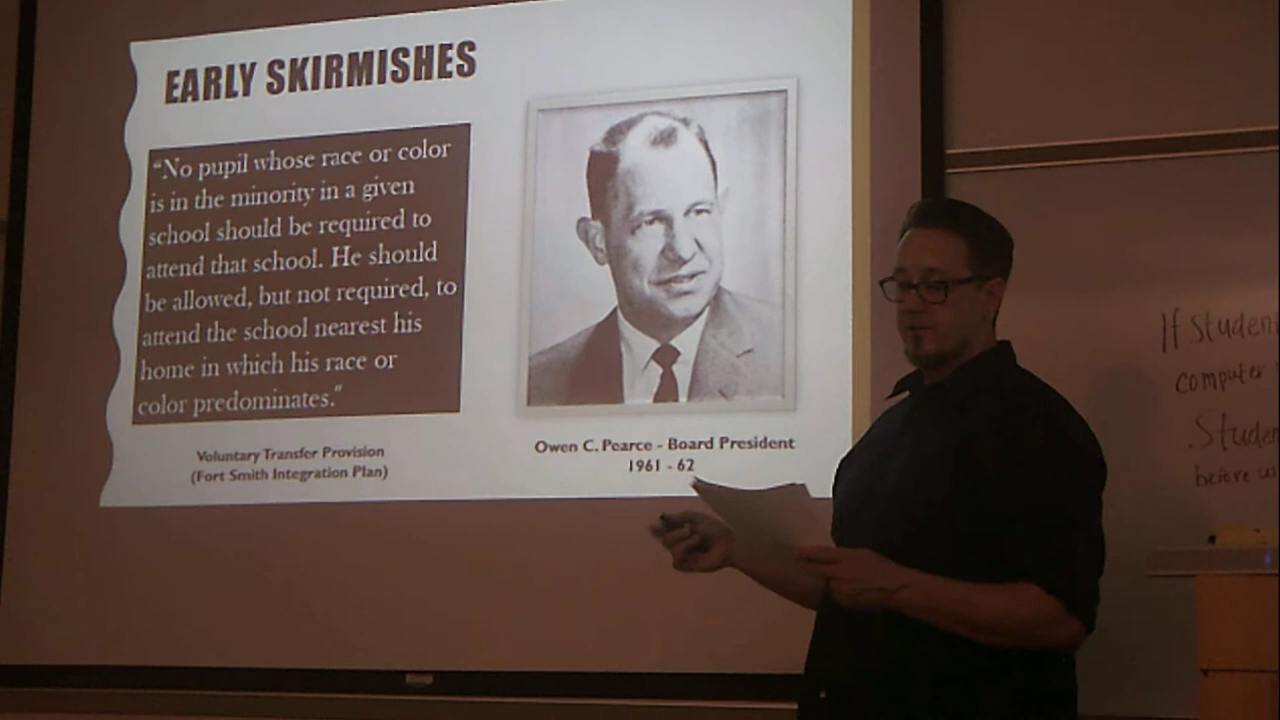 EARLY SKIRMISHES
“No pupil whose race or color
is in the minority in a given
school should be required to
attend that school. He should
be allowed, but not required, to
attend the school nearest his
home in which his race or
color predominates.”
Voluntary Transfer Provision
(Fort Smith Integration Plan)
Owen C. Pearce - Board President
1961 - 62
If
computer
before